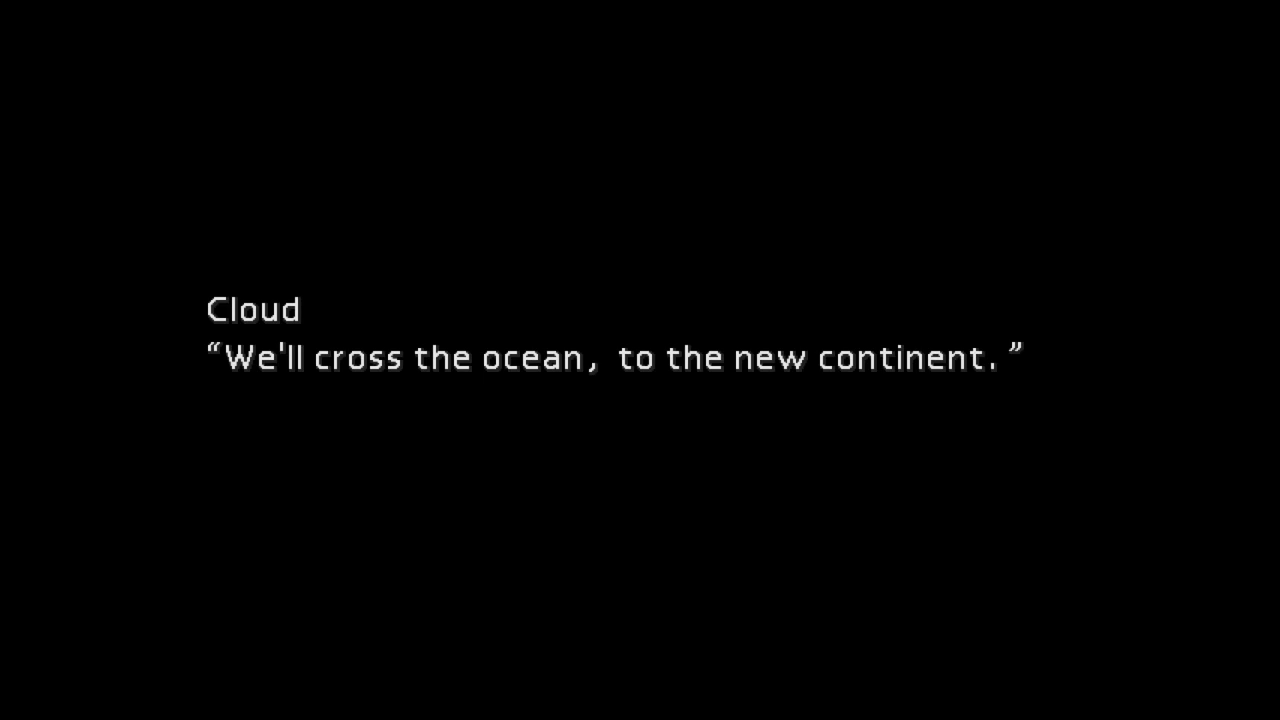 Cloud
“We'll cross the ocean, to the new continent.”